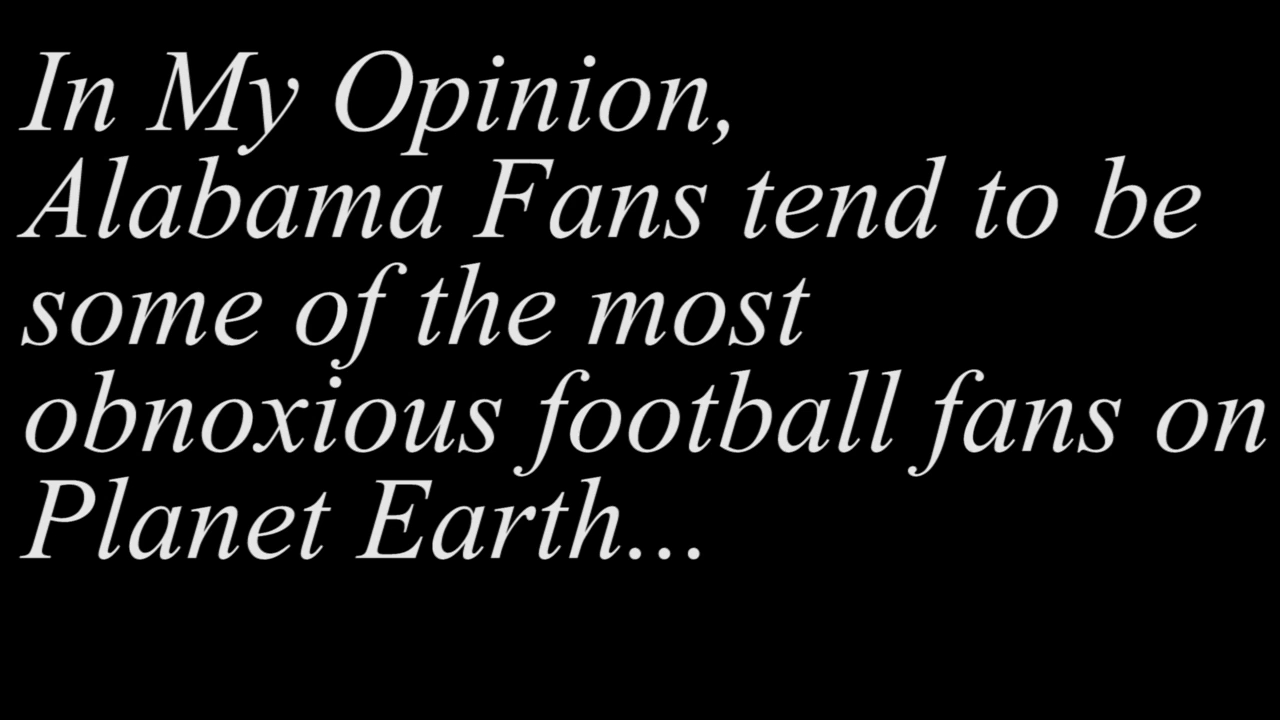 In My Opinion,
Alabama Fans tend to be
some of the most
obnoxious football fans on
Planet Earth...